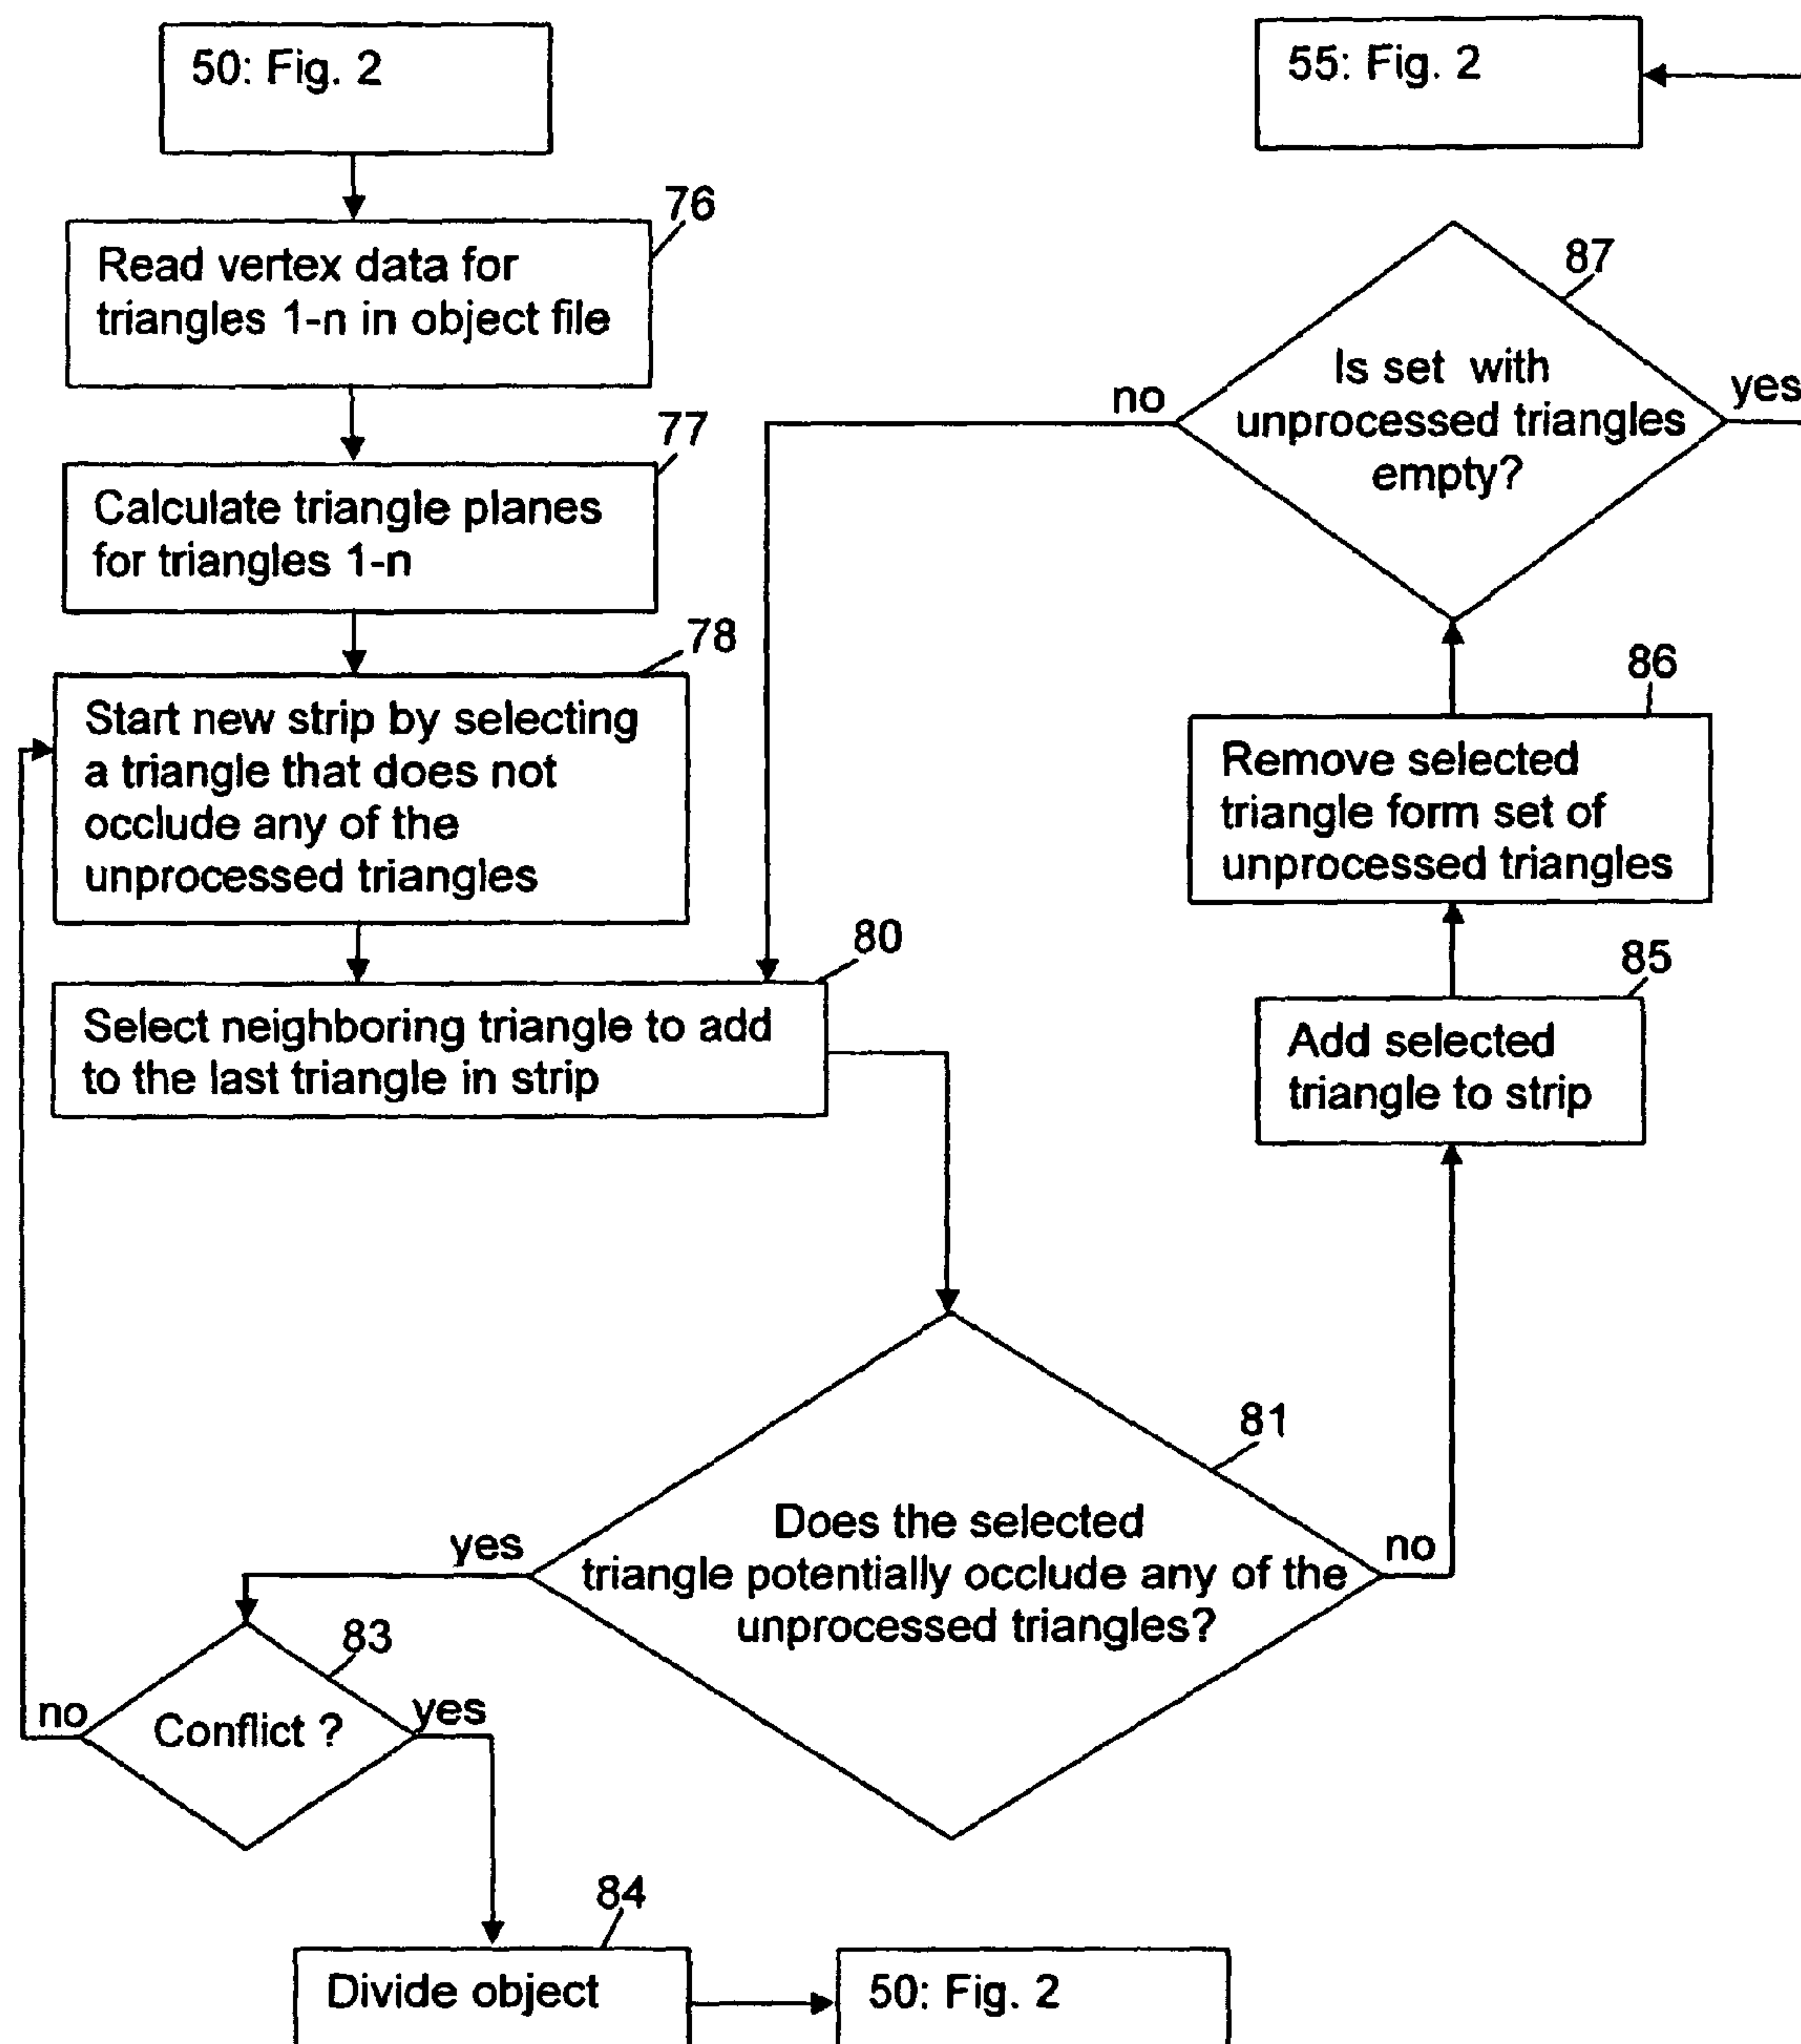 50: Fig. 2
76
Read vertex data for
triangles 1-n in object file
77
Calculate triangle planes
for triangles 1-n
78
Start new strip by selecting
a triangle that does not
occlude any of the
unprocessed triangles
80
Select neighboring triangle to add
to the last triangle in strip
81
Does the selected
triangle potentially occlude any of the
unprocessed triangles?
yes
no
83
Conflict ?
no
yes
84
Divide object
50: Fig. 2
85
Add selected
triangle to strip
86
Remove selected
triangle form set of
unprocessed triangles
87
Is set with
unprocessed triangles
empty?
no
yes
55: Fig. 2